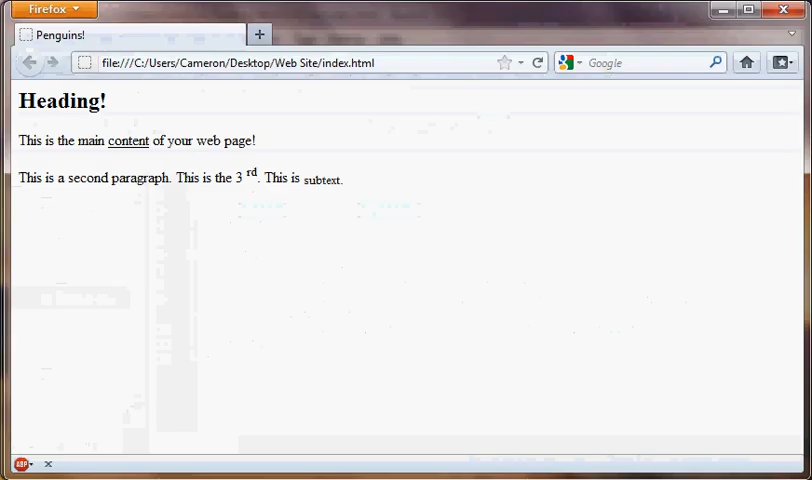 Firefox
Penguins!
file:///C:/Users/Cameron/Desktop/Web Site/index.html
Google
Heading!
This is the main content of your web page!
This is a second paragraph. This is the 3 rd. This is subtext.
ABP